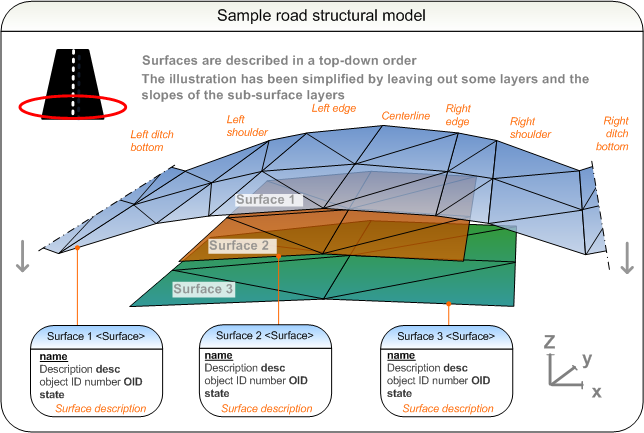 Sample road structural model
Surfaces are described in a top-down order
The illustration has been simplified by leaving out some layers and the
slopes of the sub-surface layers
Left ditch
bottom
Left
shoulder
Left edge
Centerline
Right
edge
Right
shoulder
Right
ditch
bottom
Surface 1
Surface 2
Surface 3
Surface 1 <Surface>
name
Description desc
object ID number OID
state
Surface description
Surface 2 <Surface>
name
Description desc
object ID number OID
state
Surface description
Surface 3 <Surface>
name
Description desc
object ID number OID
state
Surface description
Z
y
x